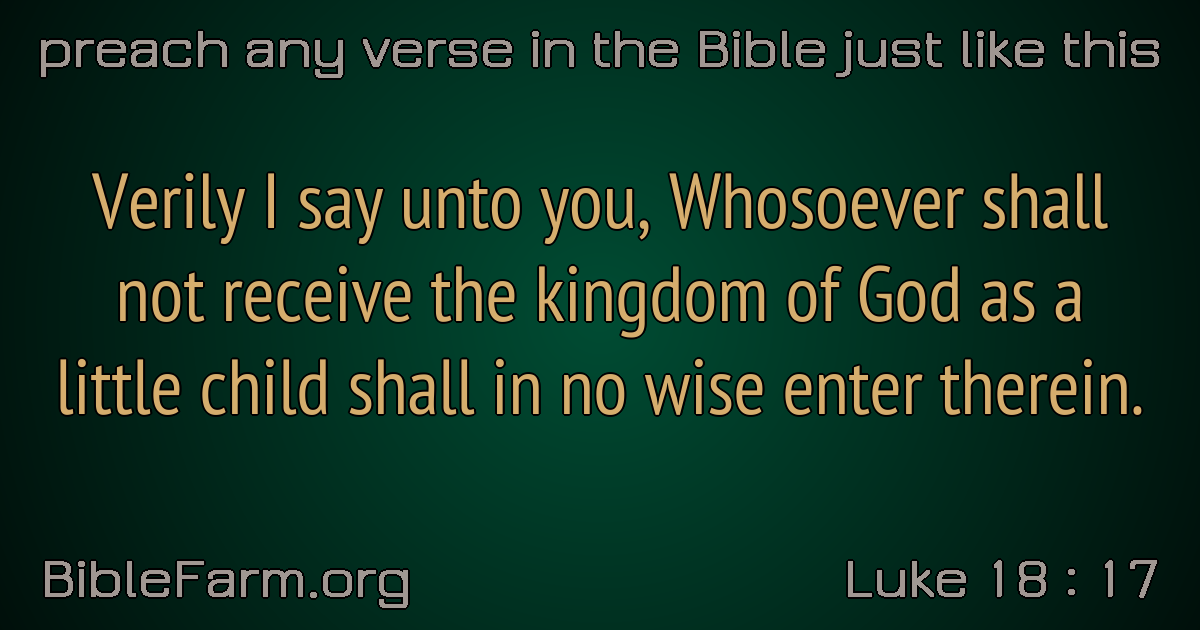 preach any verse in the Bible just like this
Verily I say unto you, Whosoever shall
not receive the kingdom of God as a
little child shall in no wise enter therein.
BibleFarm.org
Luke 18 : 17